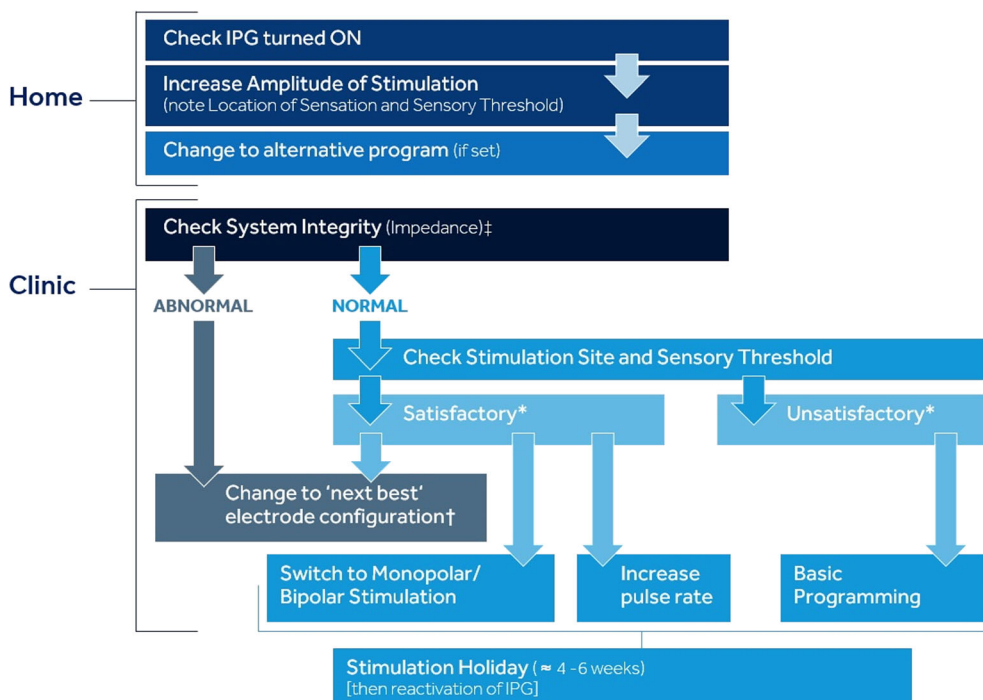 Home
Check IPG turned ON
Increase Amplitude of Stimulation
(note Location of Sensation and Sensory Threshold)
Change to alternative program (if set)
Clinic
Check System Integrity (Impedance)‡
ABNORMAL
NORMAL
Check Stimulation Site and Sensory Threshold
Satisfactory*
Unsatisfactory*
Change to ‘next best‘
electrode configuration†
Switch to Monopolar/
Bipolar Stimulation
Increase
pulse rate
Basic
Programming
Stimulation Holiday (≈ 4 -6 weeks)
[then reactivation of IPG]